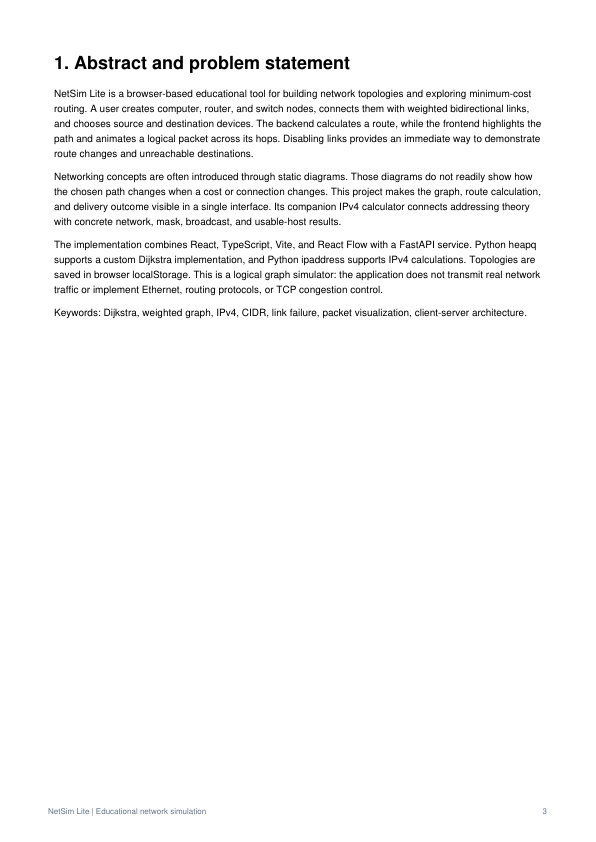 1. Abstract and problem statement
NetSim Lite is a browser-based educational tool for building network topologies and exploring minimum-cost
routing. A user creates computer, router, and switch nodes, connects them with weighted bidirectional links,
and chooses source and destination devices. The backend calculates a route, while the frontend highlights the
path and animates a logical packet across its hops. Disabling links provides an immediate way to demonstrate
route changes and unreachable destinations.
Networking concepts are often introduced through static diagrams. Those diagrams do not readily show how
the chosen path changes when a cost or connection changes. This project makes the graph, route calculation,
and delivery outcome visible in a single interface. Its companion IPv4 calculator connects addressing theory
with concrete network, mask, broadcast, and usable-host results.
The implementation combines React, TypeScript, Vite, and React Flow with a FastAPI service. Python heapq
supports a custom Dijkstra implementation, and Python ipaddress supports IPv4 calculations. Topologies are
saved in browser localStorage. This is a logical graph simulator: the application does not transmit real network
traffic or implement Ethernet, routing protocols, or TCP congestion control.
Keywords: Dijkstra, weighted graph, IPv4, CIDR, link failure, packet visualization, client-server architecture.
NetSim Lite | Educational network simulation
3